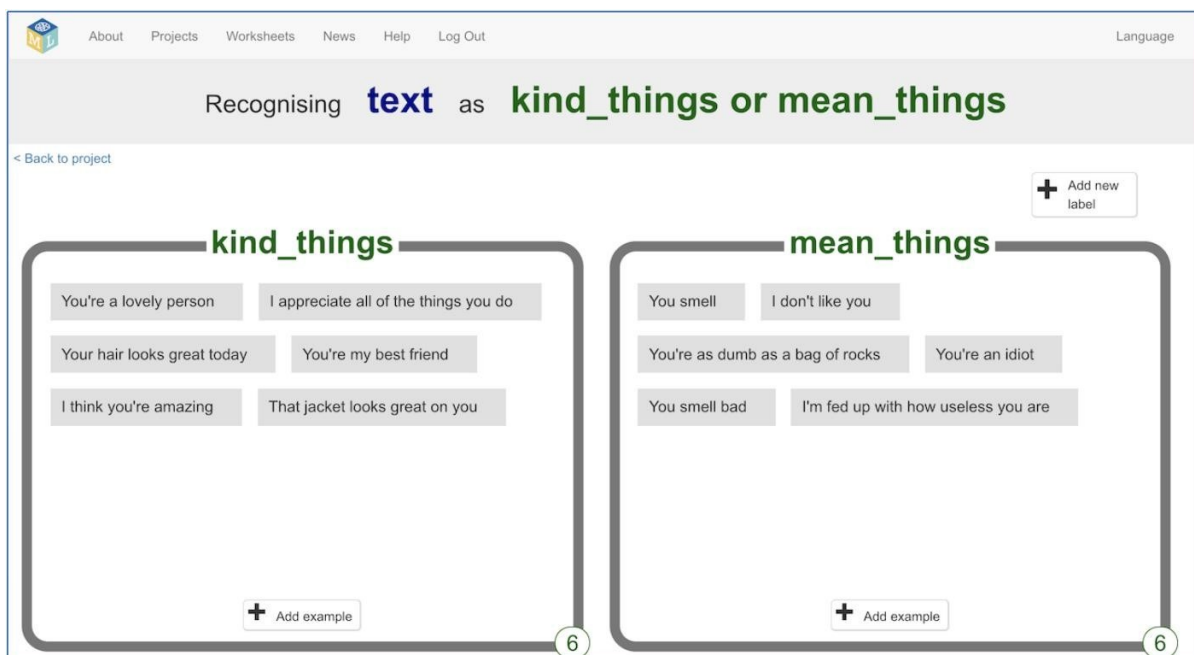 About Projects Worksheets News Help Log Out Language
Recognising text as kind_things or mean_things
< Back to project
Add new
label
kind_things
You're a lovely person I appreciate all of the things you do
Your hair looks great today You're my best friend
I think you're amazing That jacket looks great on you
Add example
6
mean_things
You smell I don't like you
You're as dumb as a bag of rocks You're an idiot
You smell bad I'm fed up with how useless you are
Add example
6